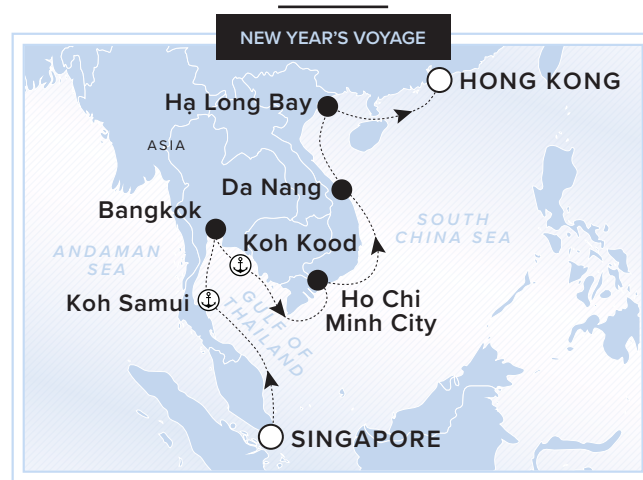 NEW YEAR'S VOYAGE
HONG KONG
Hạ Long Bay
ASIA
Da Nang
Bangkok
SOUTH
CHINA SEA
Koh Kood
ANDAMAN
SEA
Koh Samui
GULF OF
THAILAND
Ho Chi
Minh City
SINGAPORE